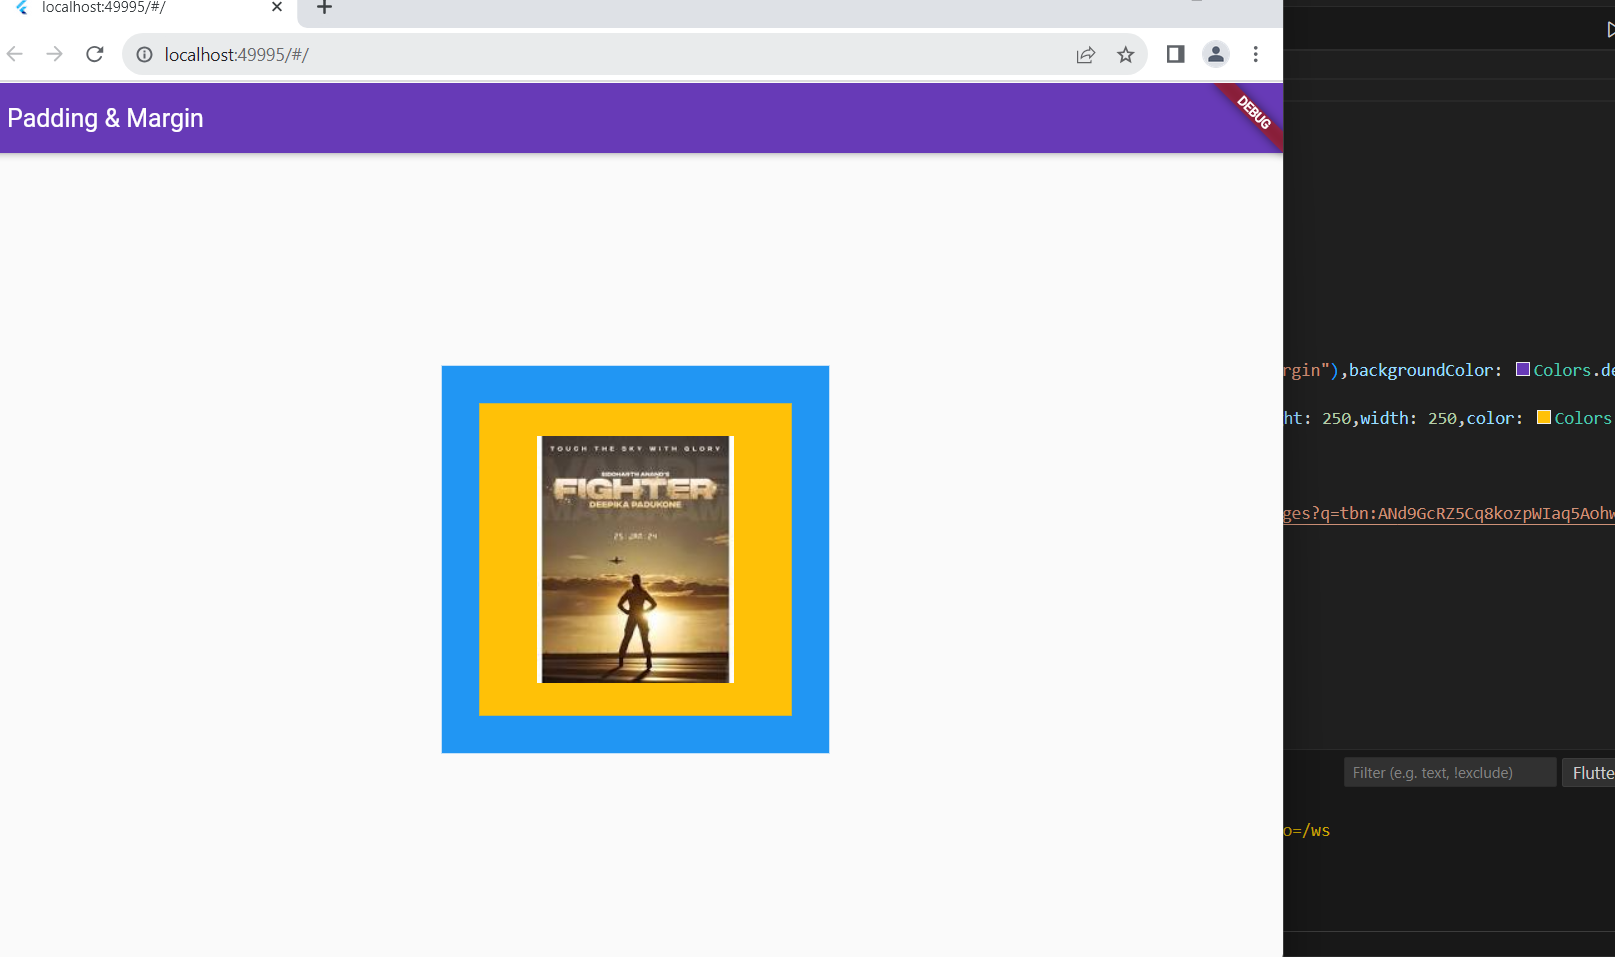 localhost:49995/#/
localhost:49995/#/
Padding & Margin
DEBUG
rgin"),backgroundColor: Colors.de
ht: 250,width: 250,color: Colors
TOUCH THE SKY WITH GLORY
SIDDHARTH ANAND'S
FIGHTER
DEEPIKA PADUKONE
25 JAN 24
ges?q=tbn:ANd9GcRZ5Cq8kozpWIaq5Aohw
Filter (e.g. text, !exclude)
Flutte
o=/ws